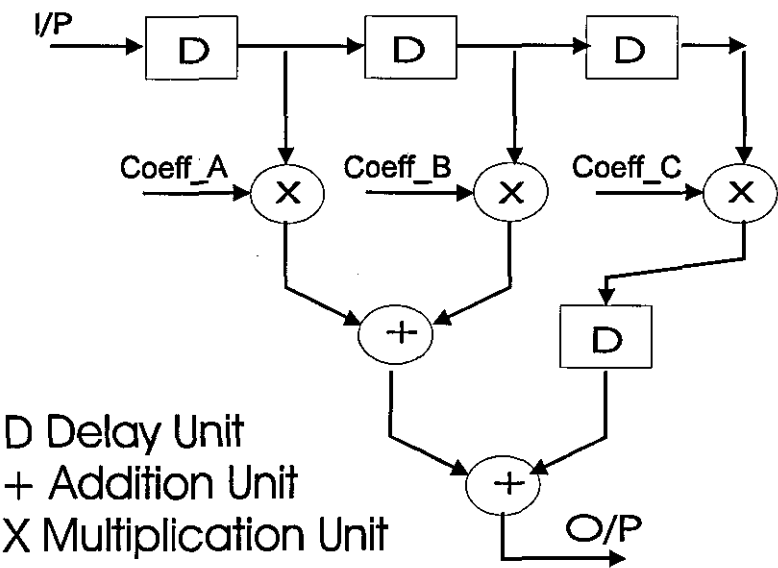 I/P
D
D
D
Coeff_A
X
Coeff_B
X
Coeff_C
X
+
D
D Delay Unit
+ Addition Unit
+
X Multiplication Unit
O/P